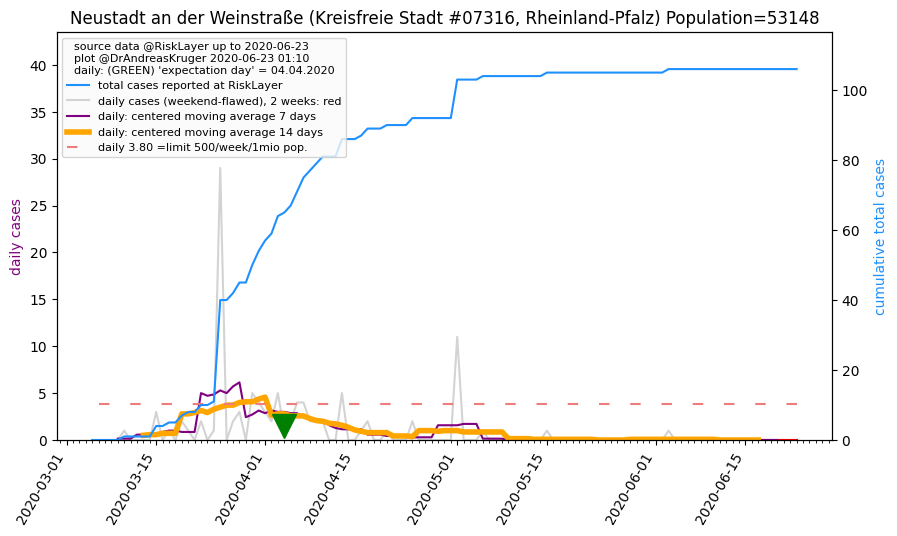 Neustadt an der Weinstraße (Kreisfreie Stadt #07316, Rheinland-Pfalz) Population=53148
source data @RiskLayer up to 2020-06-23
plot @DrAndreasKruger 2020-06-23 01:10
daily: (GREEN) 'expectation day' = 04.04.2020
total cases reported at RiskLayer
daily cases (weekend-flawed), 2 weeks: red
daily: centered moving average 7 days
daily: centered moving average 14 days
daily 3.80 =limit 500/week/1mio pop.
daily cases
40
35
30
25
20
15
10
5
0
cumulative total cases
100
80
60
40
20
0
2020-03-01
2020-03-15
2020-04-01
2020-04-15
2020-05-01
2020-05-15
2020-06-01
2020-06-15